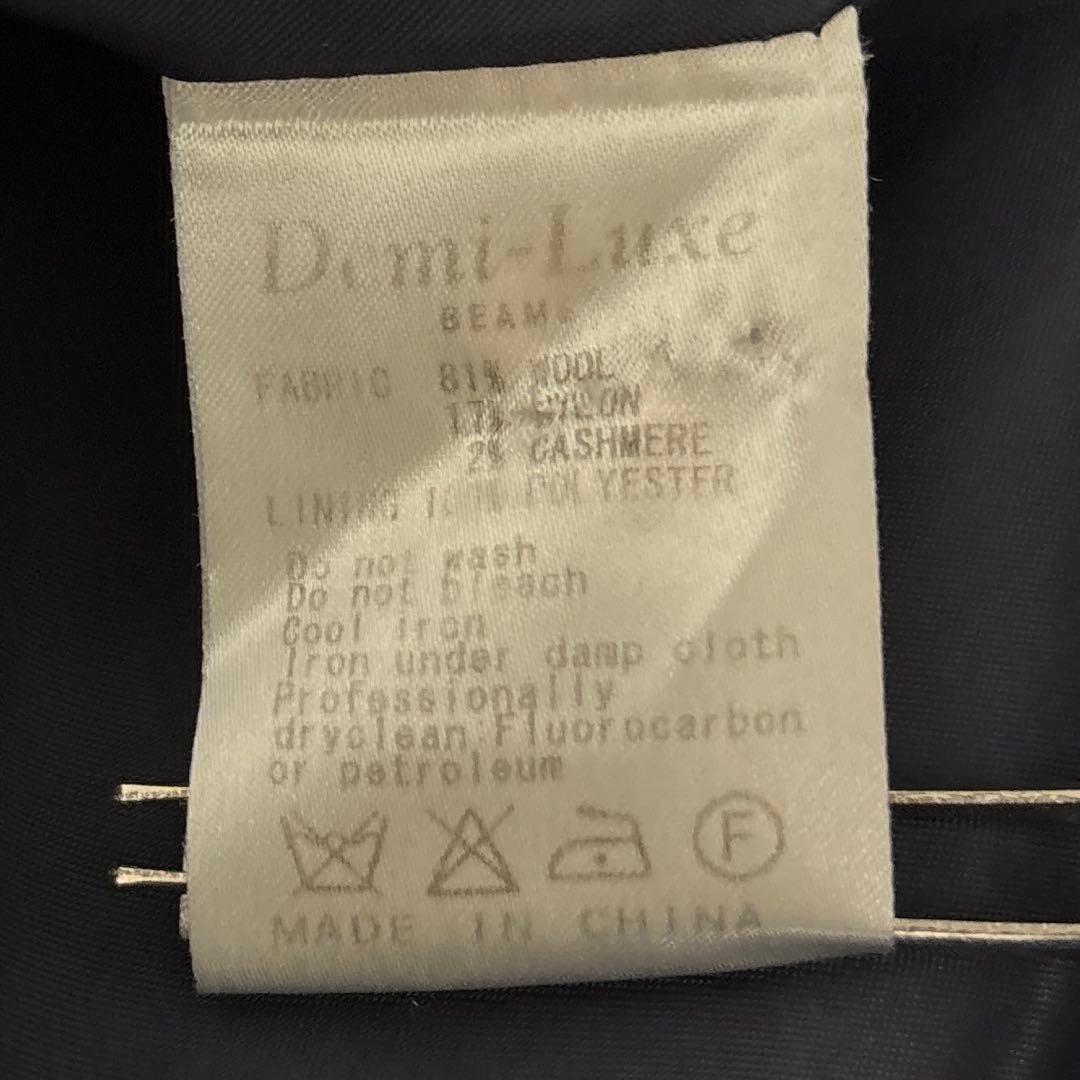 Demi-Luxe
BEAMS
FABRIC 81% WOOL
17% NYLON
2% CASHMERE
LINING 100% POLYESTER
Do not wash
Do not bleach
Cool iron
Iron under damp cloth
Professionally
dryclean:Fluorocarbon
or petroleum
F
MADE IN CHINA